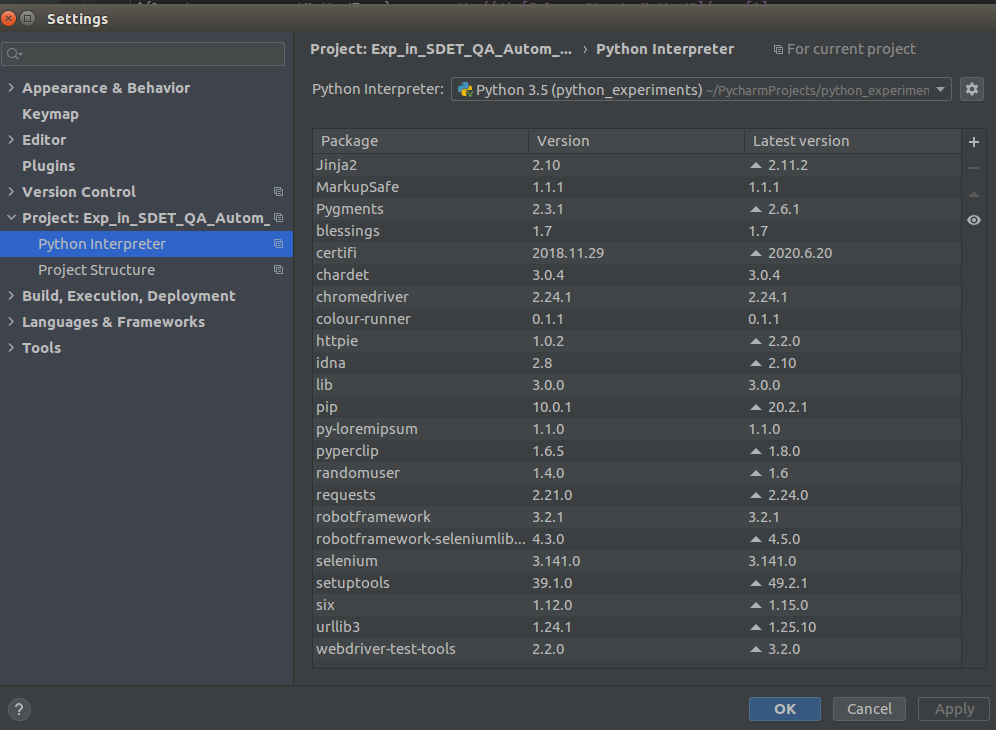 Settings
Appearance & Behavior
Keymap
Editor
Plugins
Version Control
Project: Exp_in_SDET_QA_Autom_
Python Interpreter
Project Structure
Build, Execution, Deployment
Languages & Frameworks
Tools
Project: Exp_in_SDET_QA_Autom_... › Python Interpreter For current project
Python Interpreter: Python 3.5 (python_experiments) ~/PycharmProjects/python_experimen
Package Version Latest version
Jinja2 2.10 2.11.2
MarkupSafe 1.1.1 1.1.1
Pygments 2.3.1 2.6.1
blessings 1.7 1.7
certifi 2018.11.29 2020.6.20
chardet 3.0.4 3.0.4
chromedriver 2.24.1 2.24.1
colour-runner 0.1.1 0.1.1
httpie 1.0.2 2.2.0
idna 2.8 2.10
lib 3.0.0 3.0.0
pip 10.0.1 20.2.1
py-loremipsum 1.1.0 1.1.0
pyperclip 1.6.5 1.8.0
randomuser 1.4.0 1.6
requests 2.21.0 2.24.0
robotframework 3.2.1 3.2.1
robotframework-seleniumlib... 4.3.0 4.5.0
selenium 3.141.0 3.141.0
setuptools 39.1.0 49.2.1
six 1.12.0 1.15.0
urllib3 1.24.1 1.25.10
webdriver-test-tools 2.2.0 3.2.0
? OK Cancel Apply